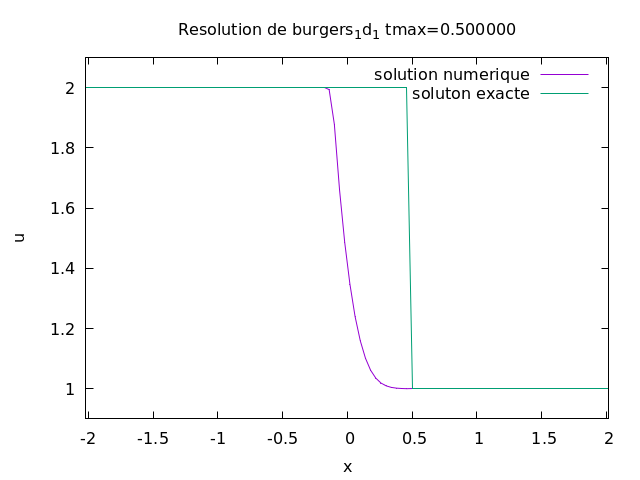 Resolution de burgers₁d₁ tmax=0.500000
solution numerique
soluton exacte
2
1.8
1.6
1.4
1.2
1
u
-2 -1.5 -1 -0.5 0 0.5 1 1.5 2
x